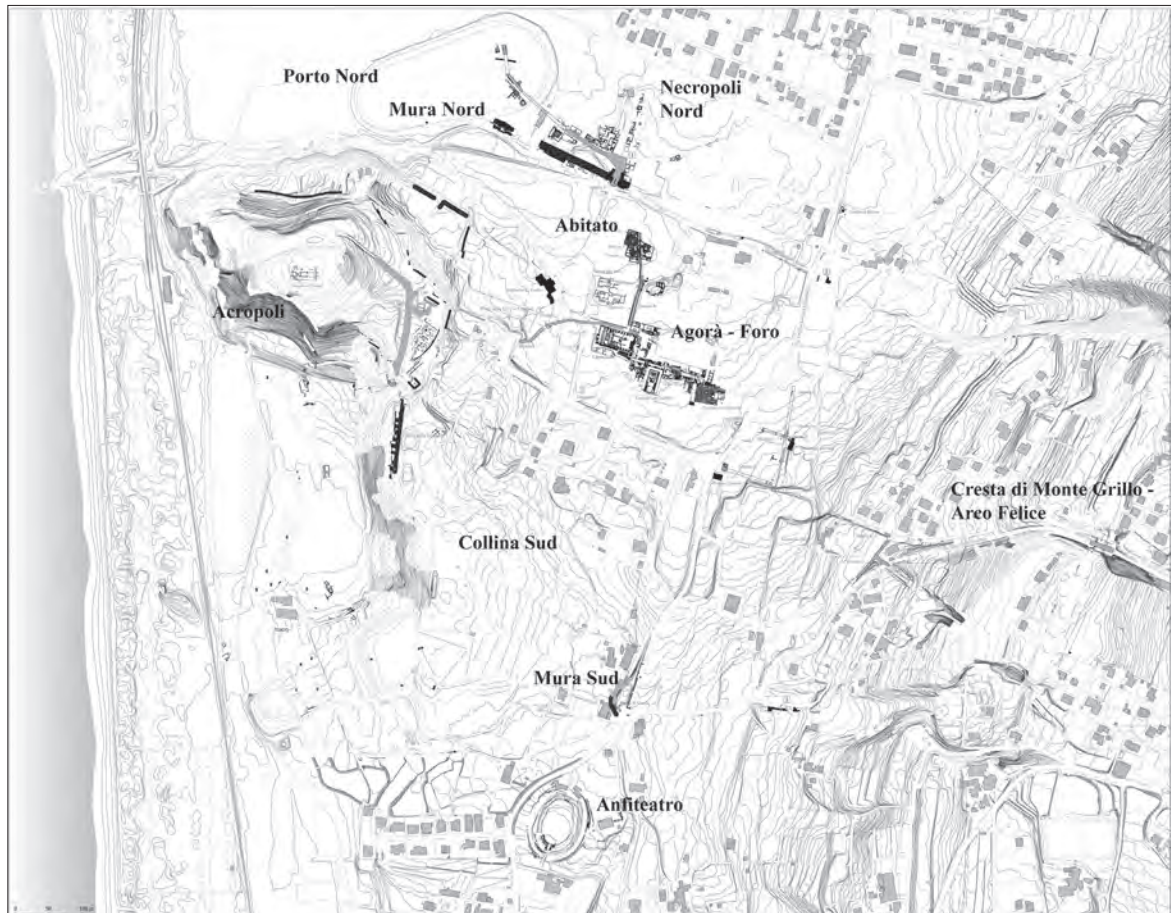 Porto Nord
Mura Nord
Necropoli
Nord
Abitato
Acropoli
Agorà - Foro
Cresta di Monte Grillo -
Arco Felice
Collina Sud
Mura Sud
Anfiteatro